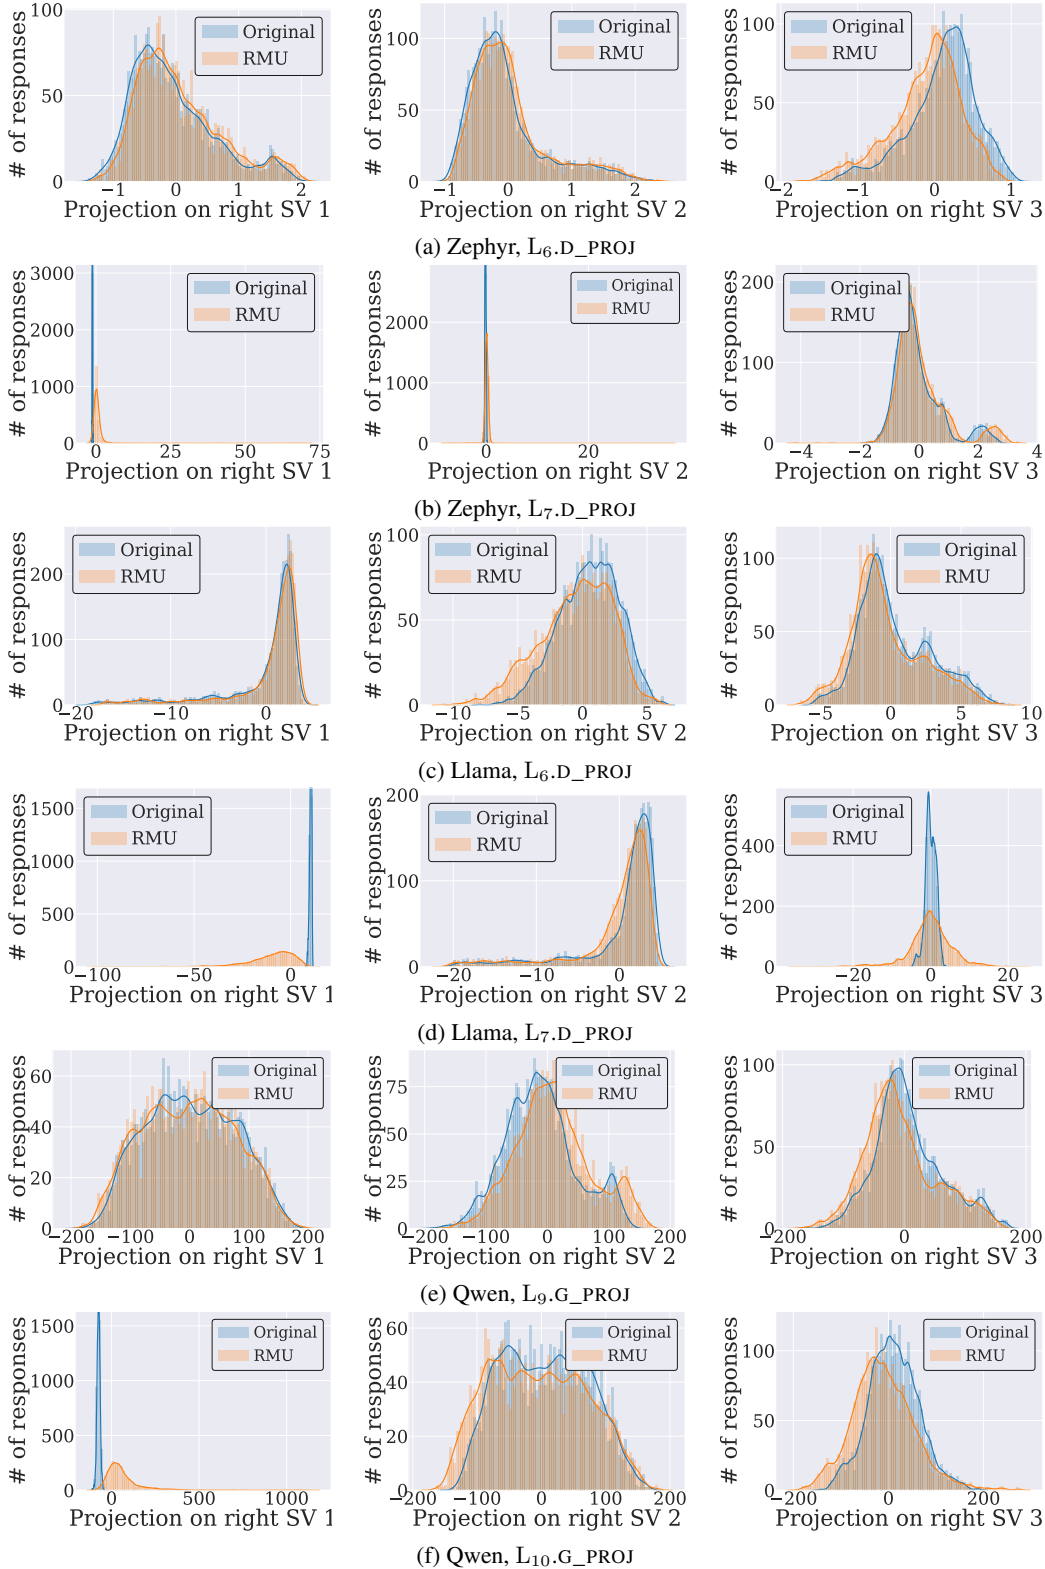 # of responses
100
50
0
−1
0
1
2
Original
RMU
Projection on right SV 1
# of responses
100
50
0
−1
0
1
2
Original
RMU
Projection on right SV 2
# of responses
100
50
0
−2
−1
0
1
Original
RMU
Projection on right SV 3
(a) Zephyr, L6.D_PROJ
# of responses
3000
2000
1000
0
0
25
50
75
Original
RMU
Projection on right SV 1
# of responses
2000
1000
0
0
20
Original
RMU
Projection on right SV 2
# of responses
200
100
0
−4
−2
0
2
4
Original
RMU
Projection on right SV 3
(b) Zephyr, L7.D_PROJ
# of responses
200
100
0
−20
−10
0
Original
RMU
Projection on right SV 1
# of responses
100
50
0
−10
−5
0
5
Original
RMU
Projection on right SV 2
# of responses
100
50
0
−5
0
5
10
Original
RMU
Projection on right SV 3
(c) Llama, L6.D_PROJ
# of responses
1500
1000
500
0
−100
−50
0
Original
RMU
Projection on right SV 1
# of responses
200
100
0
−20
−10
0
Original
RMU
Projection on right SV 2
# of responses
400
200
0
−20
0
20
Original
RMU
Projection on right SV 3
(d) Llama, L7.D_PROJ
# of responses
60
40
20
0
−200
−100
0
100
200
Original
RMU
Projection on right SV 1
# of responses
75
50
25
0
−200
−100
0
100
200
Original
RMU
Projection on right SV 2
# of responses
100
50
0
−200
0
200
Original
RMU
Projection on right SV 3
(e) Qwen, L9.G_PROJ
# of responses
1500
1000
500
0
0
500
1000
Original
RMU
Projection on right SV 1
# of responses
60
40
20
0
−200
−100
0
100
200
Original
RMU
Projection on right SV 2
# of responses
100
50
0
−200
0
200
Original
RMU
Projection on right SV 3
(f) Qwen, L10.G_PROJ